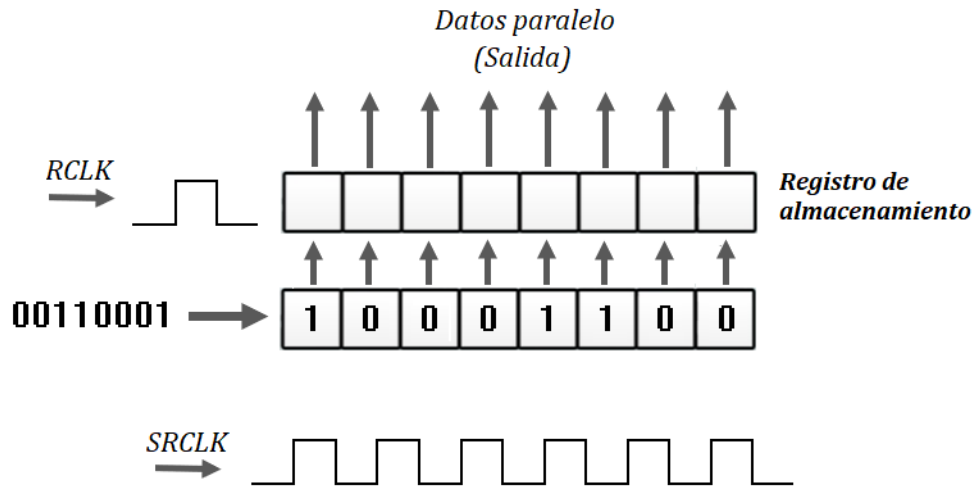 Datos paralelo
(Salida)
RCLK
Registro de
almacenamiento
00110001
1 0 0 0 1 1 0 0
SRCLK